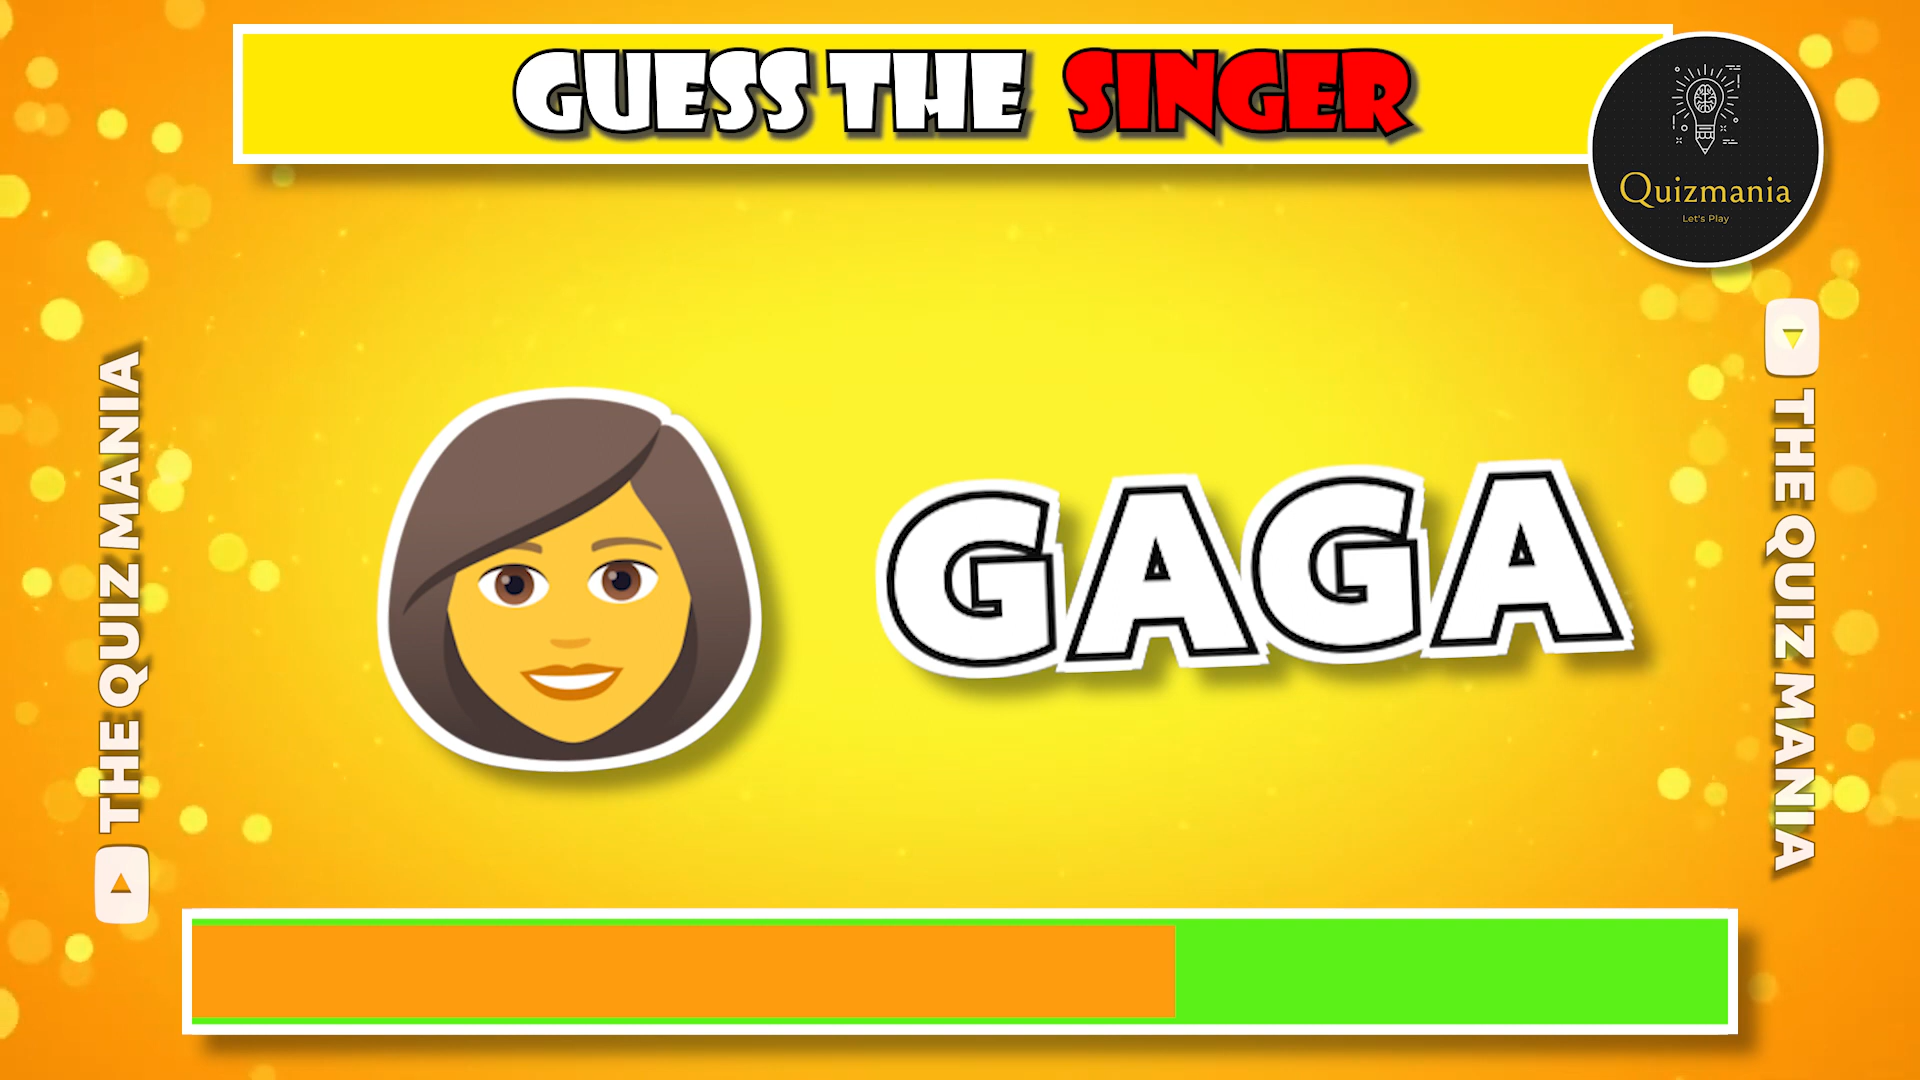 GUESS THE SINGER
Quizmania
Let's Play
THE QUIZ MANIA
GAGA
THE QUIZ MANIA